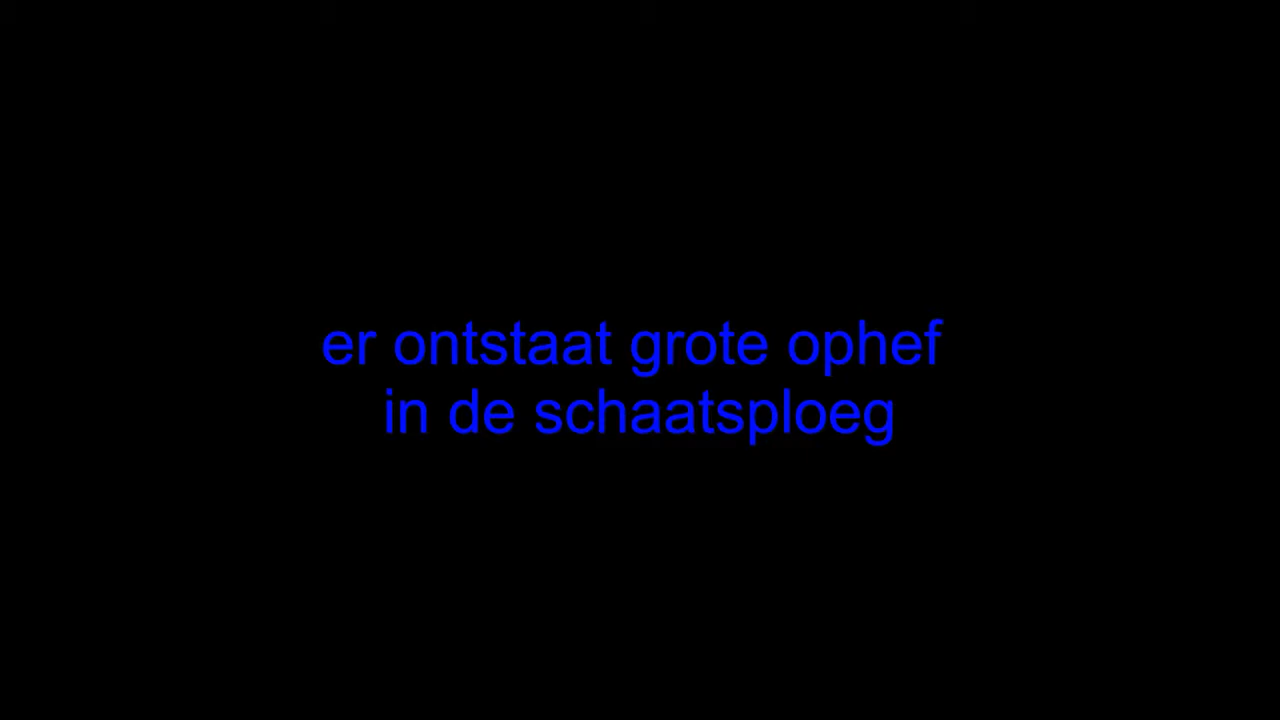 er ontstaat grote ophef
in de schaatsploeg